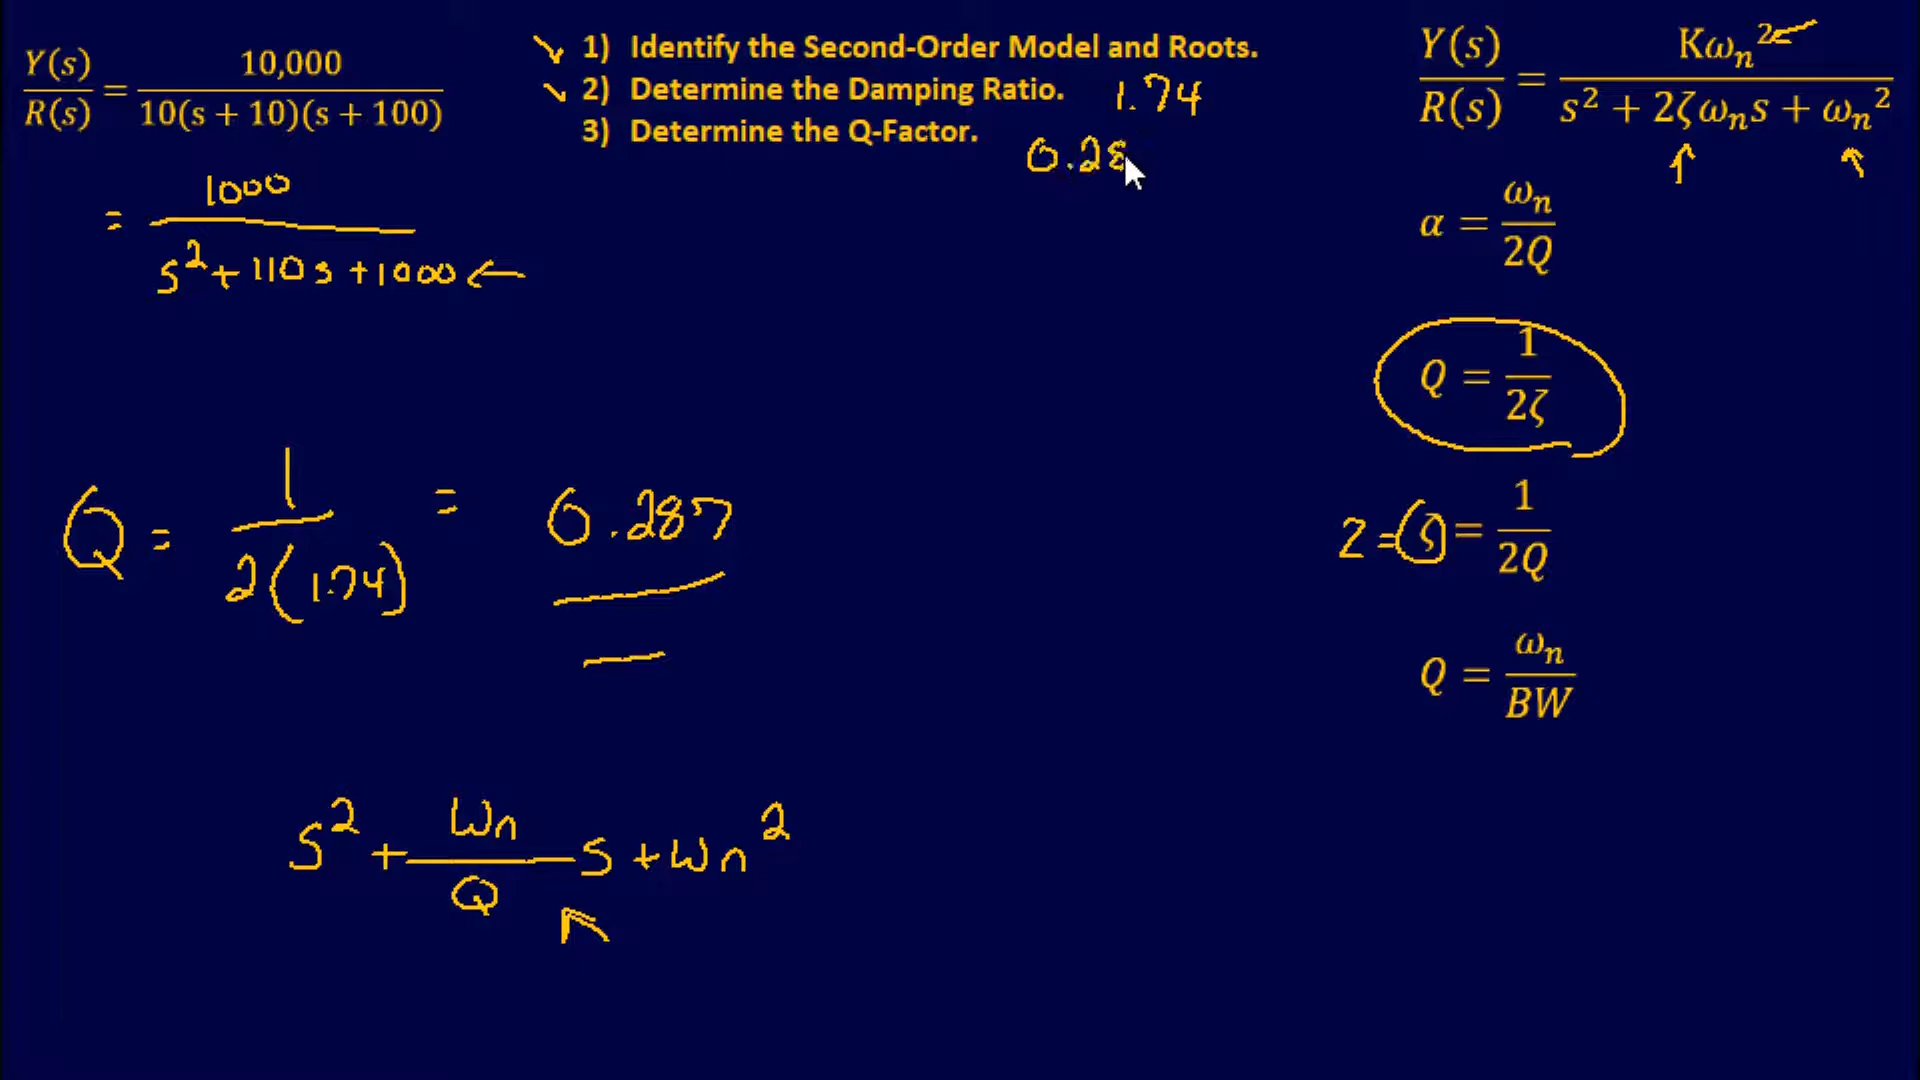 Y(s)/R(s) = 10,000/10(s + 10)(s + 100)
= 1000/s² + 110s + 1000 ←
1) Identify the Second-Order Model and Roots.
2) Determine the Damping Ratio. 1.74
3) Determine the Q-Factor.
0.28
Y(s)/R(s) = Kωₙ²/s² + 2ζωₙs + ωₙ²
α = ωₙ/2Q
Q = 1/2ζ
2 = ζ = 1/2Q
Q = ωₙ/BW
Q = 1/2(1.74) = 0.287
s² + ωn/Q s + ωn²